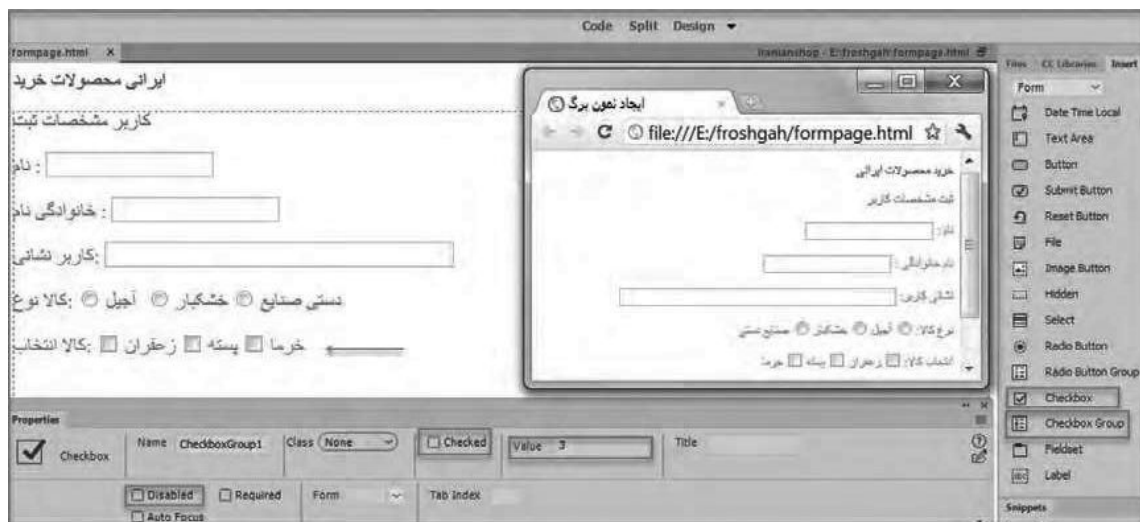 Code Split Design
formpage.html X
iranianshop - E:\froshgah\formpage.html
ایرانی محصولات خرید
کاربر مشخصات ثبت
نام :
خانوادگی نام :
کاربر نشانی:
دستی صنایع خشکبار آجیل :کالا نوع
خرما پسته زعفران :کالا انتخاب
ایجاد نمون برگ
file:///E:/froshgah/formpage.html
خرید محصولات ایرانی
ثبت مشخصات کاربر
نام:
نام خانوادگی:
نشانی کاربر:
نوع کالا: آجیل خشکبار صنایع دستی
انتخاب کالا: زعفران پسته خرما:
Files CC Libraries Insert
Form
Date Time Local
Text Area
Button
Submit Button
Reset Button
File
Image Button
Hidden
Select
Radio Button
Radio Button Group
Checkbox
Checkbox Group
Fieldset
Label
Snippets
Properties
Checkbox Name CheckboxGroup1 Class None Checked Value 3 Title
Disabled Required Form Tab Index
Auto Focus